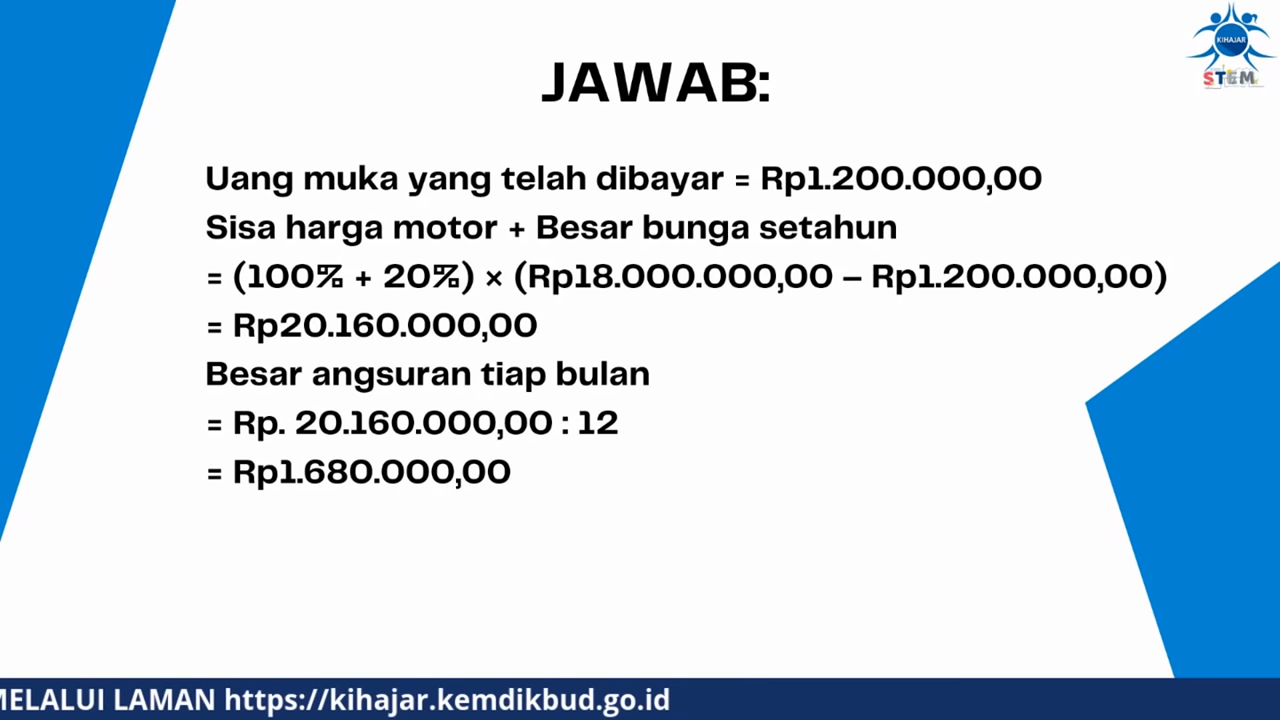 KIHAJAR
STEM
JAWAB:
Uang muka yang telah dibayar = Rp1.200.000,00
Sisa harga motor + Besar bunga setahun
= (100% + 20%) × (Rp18.000.000,00 – Rp1.200.000,00)
= Rp20.160.000,00
Besar angsuran tiap bulan
= Rp. 20.160.000,00 : 12
= Rp1.680.000,00
MELALUI LAMAN https://kihajar.kemdikbud.go.id